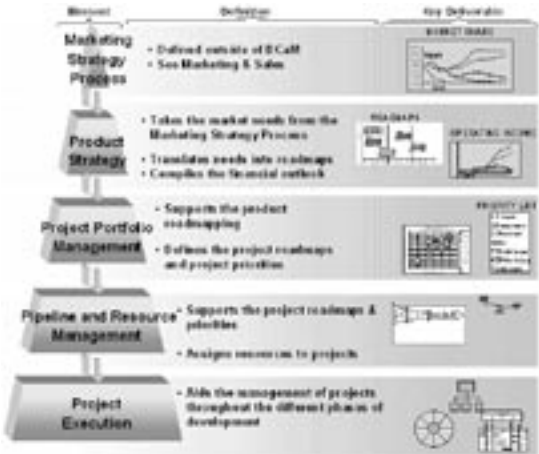 Element Definition Key Deliverable
Marketing
Strategy
Process
• Defined outside of BCaM
• See Marketing & Sales
MARKET SHARE
Product
Strategy
• Takes the market needs from the
Marketing Strategy Process
• Translates needs into roadmaps
• Compiles the financial outlook
ROADMAPS
OPERATING INCOME
Project Portfolio
Management
• Supports the product
roadmapping
• Defines the project roadmaps
and project priorities
PRIORITY LIST
Pipeline and Resource
Management
• Supports the project roadmaps &
priorities
• Assigns resources to projects
Project
Execution
• Aids the management of projects
throughout the different phases of
development